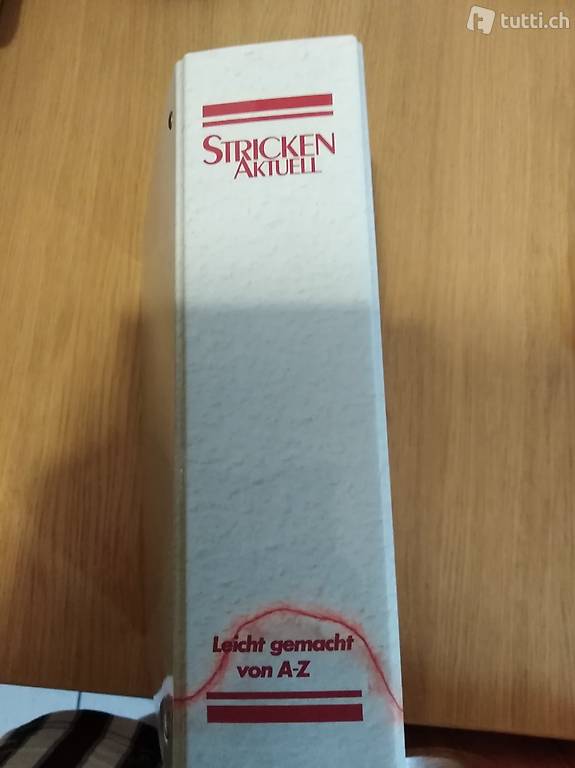 tutti.ch
STRICKEN
AKTUELL
Leicht gemacht
von A-Z